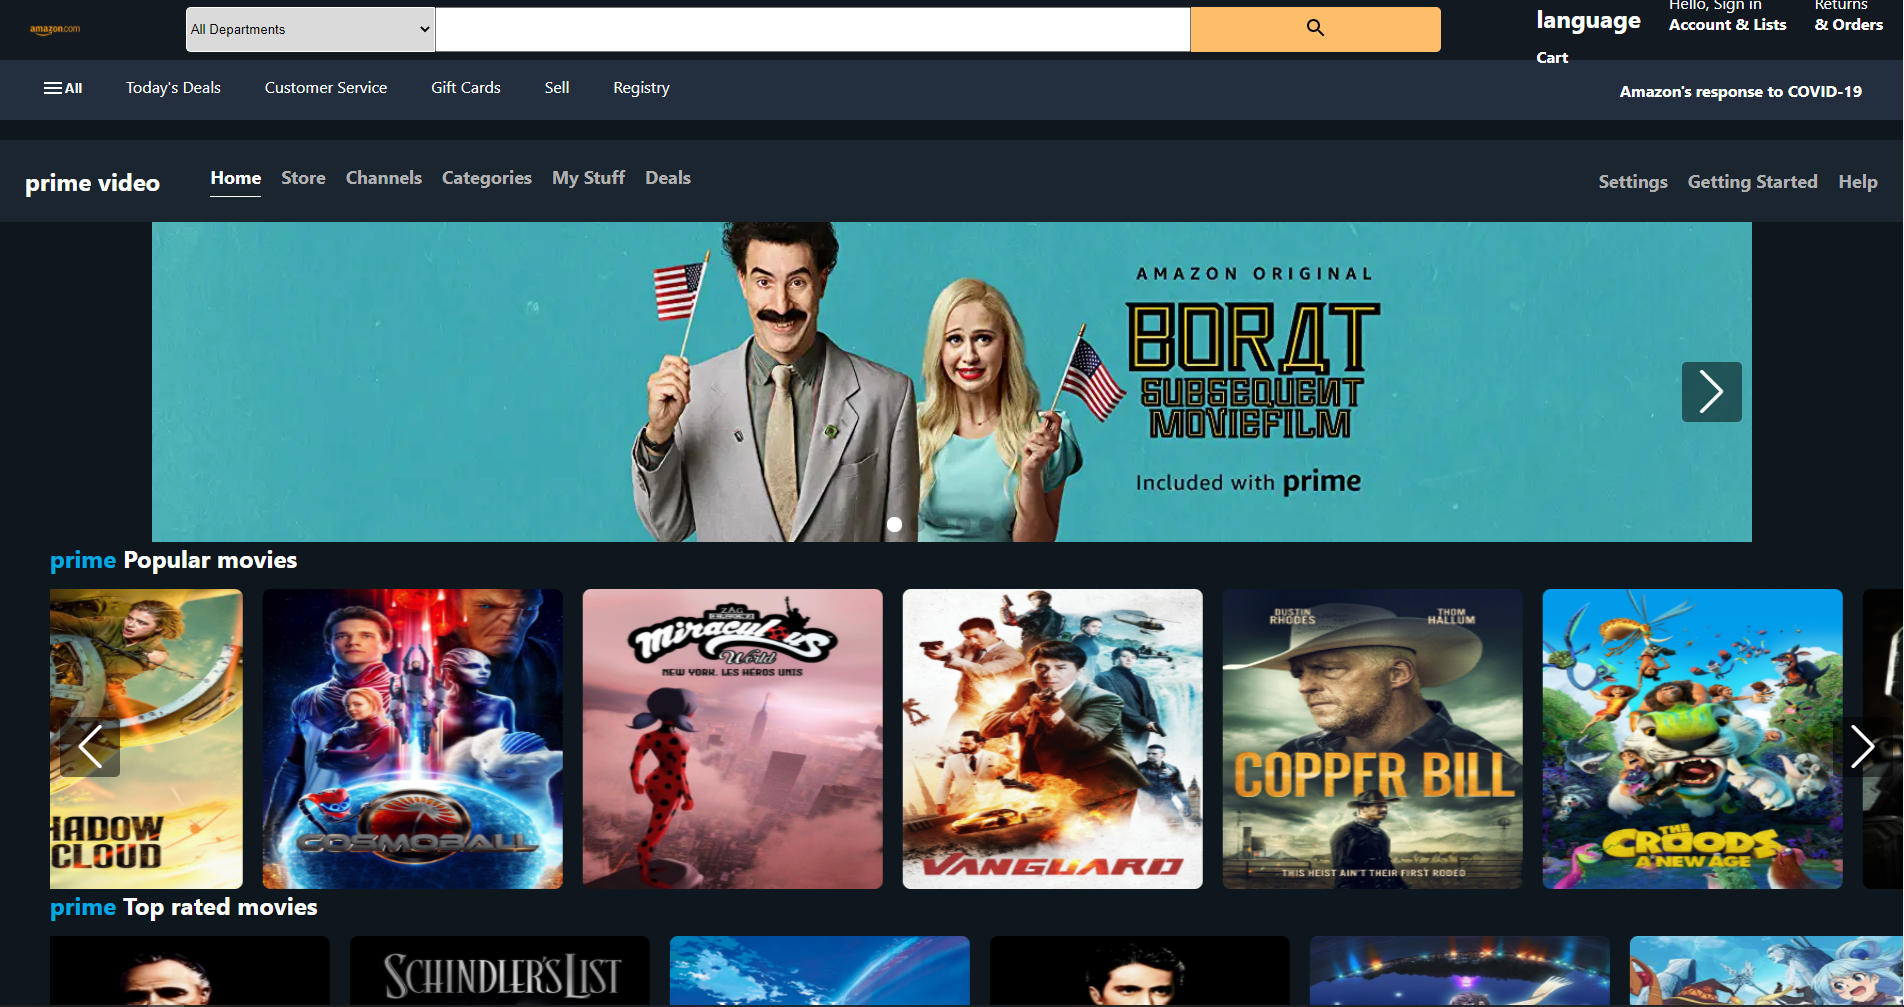 amazon.com
All Departments
language
Hello, Sign in
Account & Lists
Returns
& Orders
Cart
All
Today's Deals
Customer Service
Gift Cards
Sell
Registry
Amazon's response to COVID-19
prime video
Home
Store
Channels
Categories
My Stuff
Deals
Settings
Getting Started
Help
AMAZON ORIGINAL
BORAT
SUBSEQUENT
MOVIEFILM
Included with prime
prime Popular movies
HADOW
CLOUD
COSMOBALL
ZAG
Miraculous
World
NEW YORK, LES HÉROS UNIS
VANGUARD
DUSTIN
RHODES
THOM
HALLUM
COPPER BILL
THIS HEIST AIN'T THEIR FIRST RODEO
THE
CROODS
A NEW AGE
prime Top rated movies
SCHINDLER'S LIST